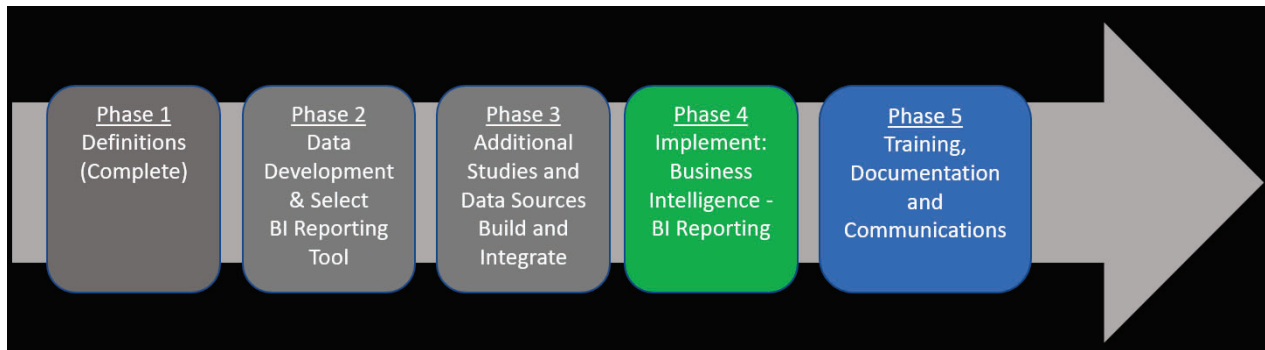 Phase 1
Definitions
(Complete)
Phase 2
Data
Development
& Select
BI Reporting
Tool
Phase 3
Additional
Studies and
Data Sources
Build and
Integrate
Phase 4
Implement:
Business
Intelligence -
BI Reporting
Phase 5
Training,
Documentation
and
Communications